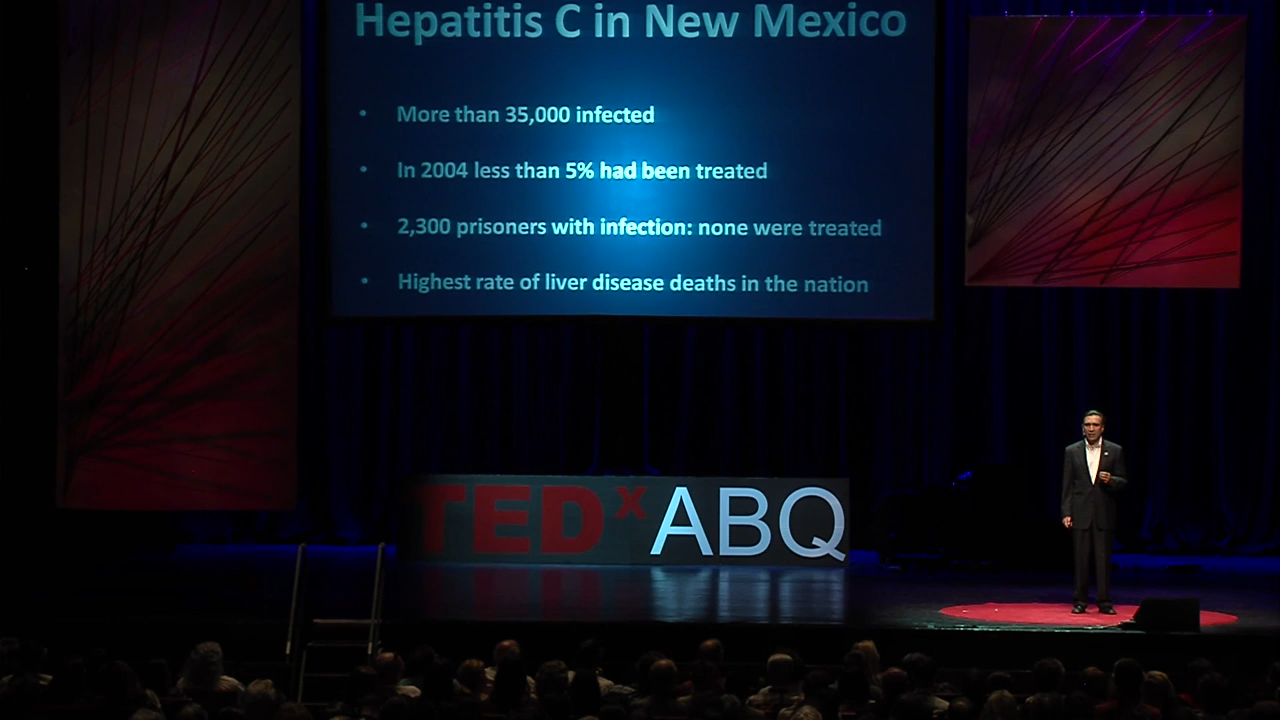 Hepatitis C in New Mexico
• More than 35,000 infected
• In 2004 less than 5% had been treated
• 2,300 prisoners with infection: none were treated
• Highest rate of liver disease deaths in the nation
TEDxABQ